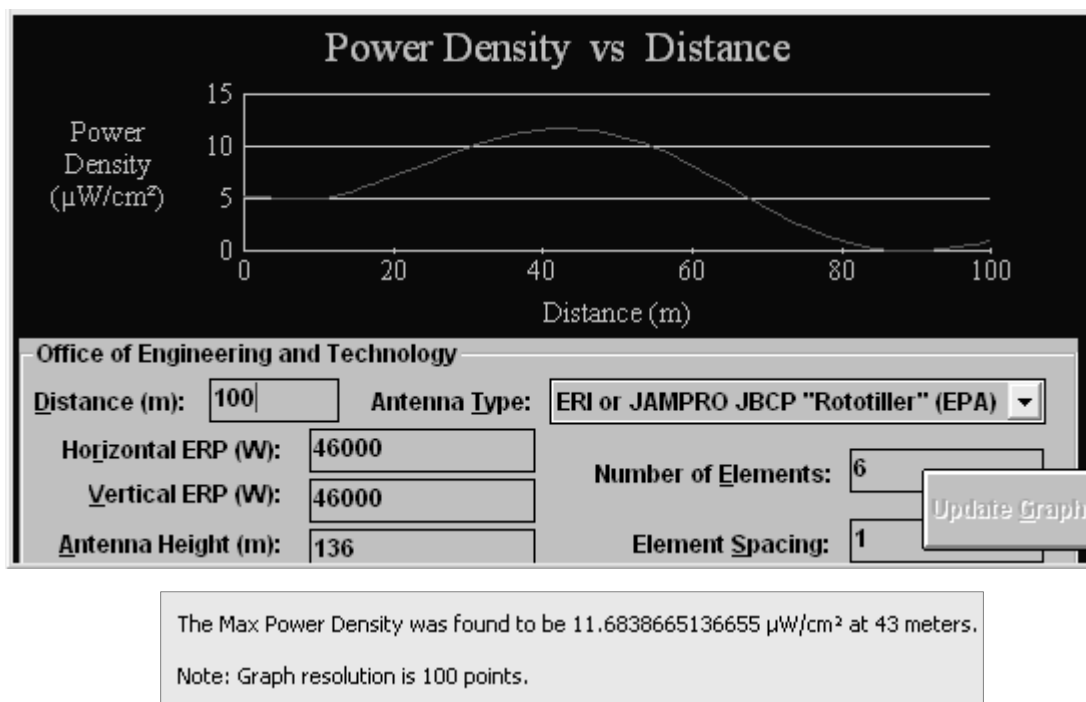 Power Density vs Distance
Power
Density
(µW/cm²)
15
10
5
0
0 20 40 60 80 100
Distance (m)
Office of Engineering and Technology
Distance (m): 100 Antenna Type: ERI or JAMPRO JBCP "Rototiller" (EPA)
Horizontal ERP (W): 46000 Number of Elements: 6
Vertical ERP (W): 46000 Update Graph
Antenna Height (m): 136 Element Spacing: 1
The Max Power Density was found to be 11.6838665136655 µW/cm² at 43 meters.
Note: Graph resolution is 100 points.